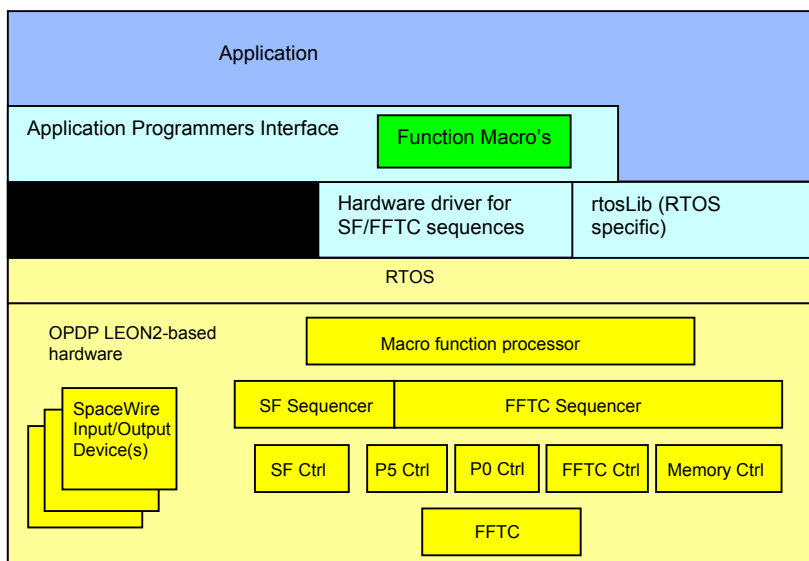 Application
Application Programmers Interface
Function Macro's
Hardware driver for
SF/FFTC sequences
rtosLib (RTOS
specific)
RTOS
OPDP LEON2-based
hardware
Macro function processor
SpaceWire
Input/Output
Device(s)
SF Sequencer
FFTC Sequencer
SF Ctrl
P5 Ctrl
P0 Ctrl
FFTC Ctrl
Memory Ctrl
FFTC